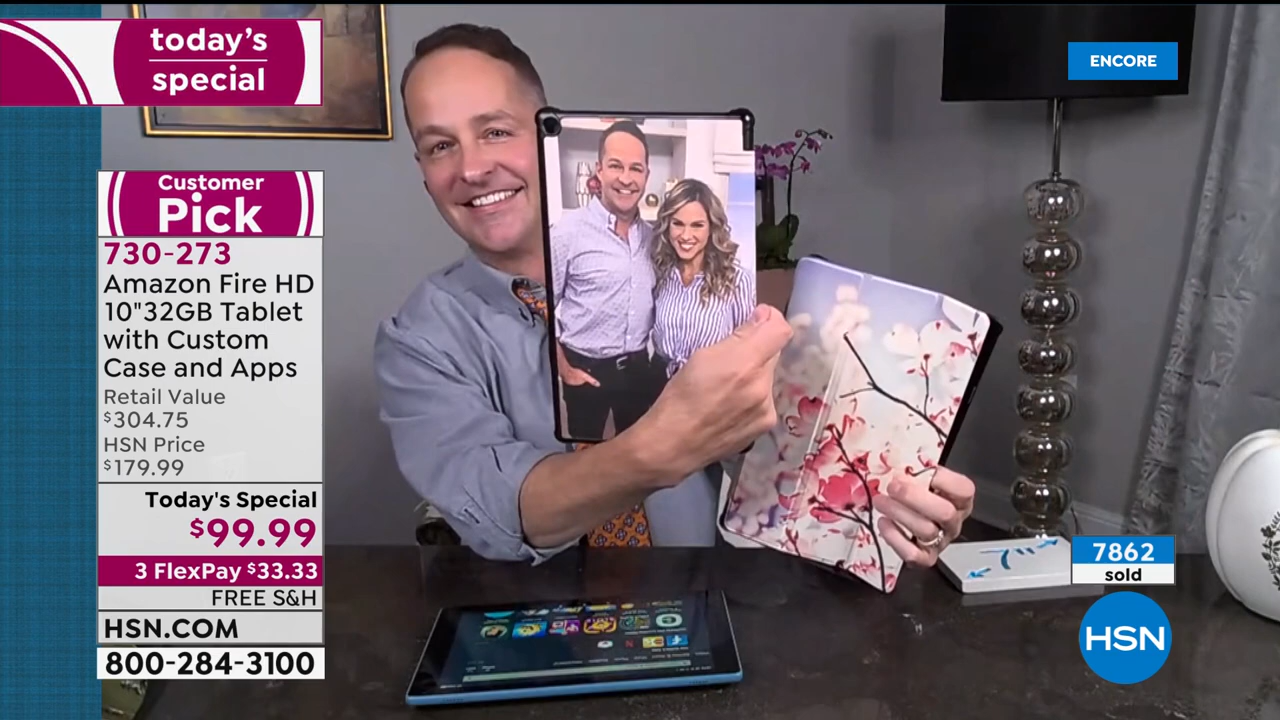 today's
special
ENCORE
Customer
Pick
730-273
Amazon Fire HD
10"32GB Tablet
with Custom
Case and Apps
Retail Value
$304.75
HSN Price
$179.99
Today's Special
$99.99
3 FlexPay $33.33
FREE S&H
HSN.COM
800-284-3100
7862
sold
HSN